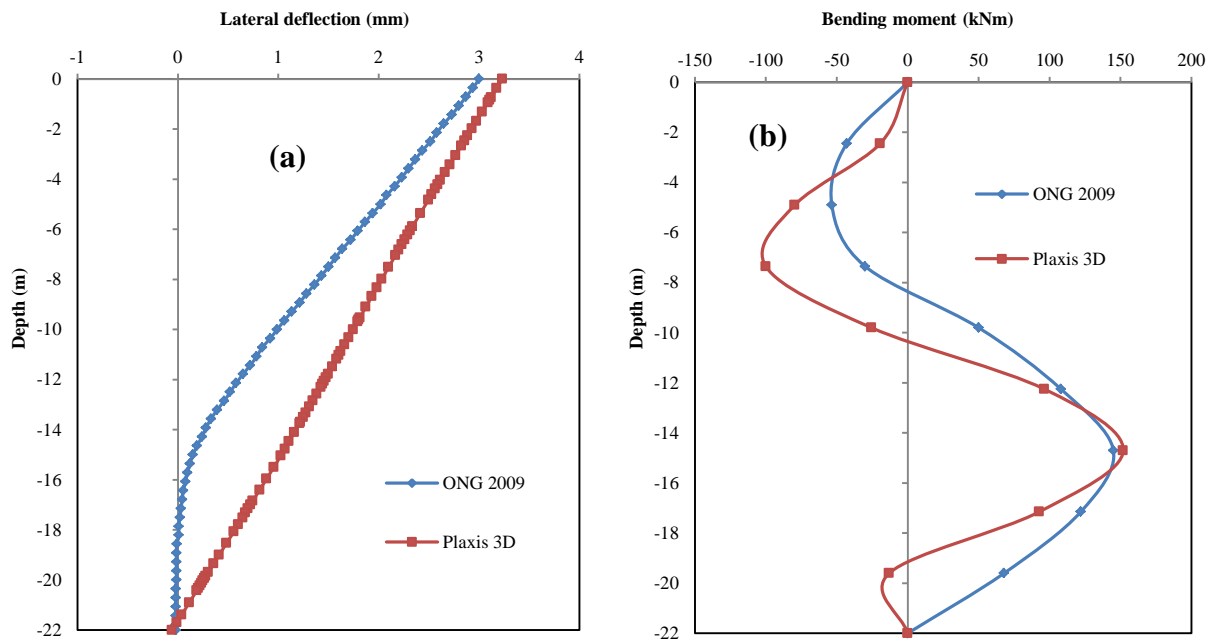 Lateral deflection (mm)
-1 0 1 2 3 4
0
-2
-4
-6
-8
-10
-12
-14
-16
-18
-20
-22
Depth (m)
(a)
ONG 2009
Plaxis 3D
Bending moment (kNm)
-150 -100 -50 0 50 100 150 200
0
-2
-4
-6
-8
-10
-12
-14
-16
-18
-20
-22
Depth (m)
(b)
ONG 2009
Plaxis 3D